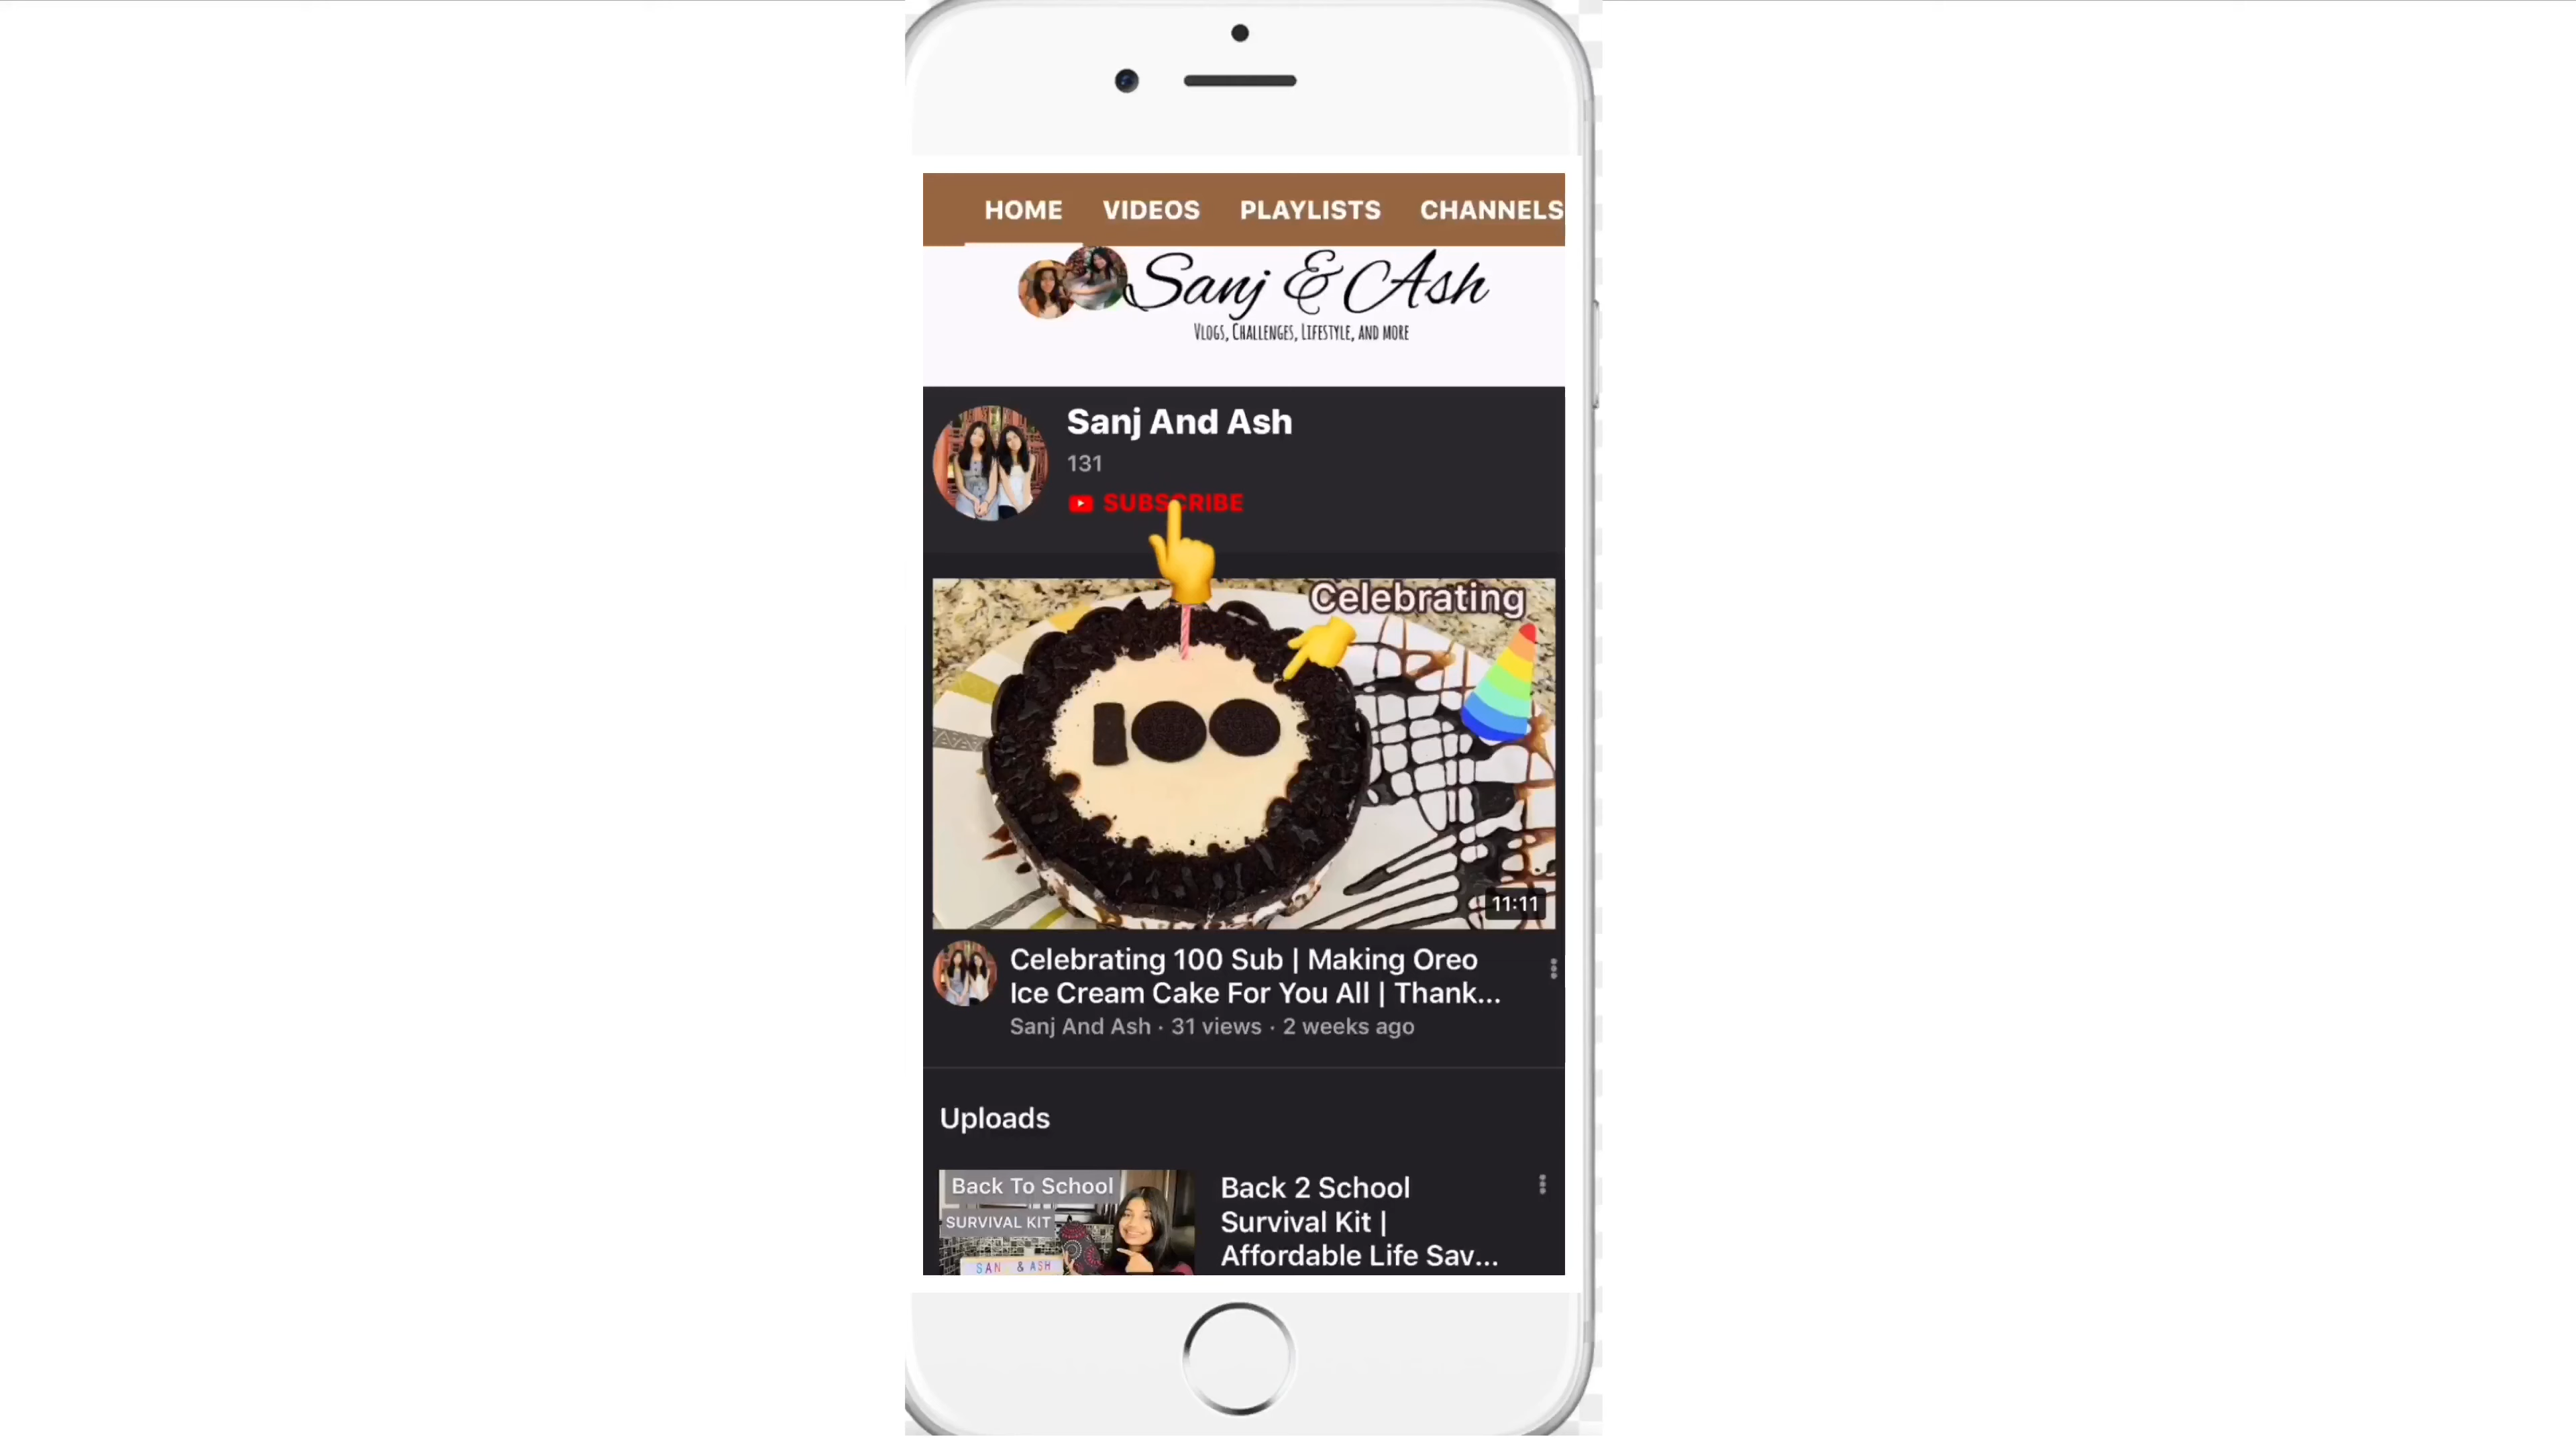 HOME VIDEOS PLAYLISTS CHANNELS
Sanj & Ash
VLOGS, CHALLENGES, LIFESTYLE, AND MORE
Sanj And Ash
131
SUBSCRIBE
Celebrating
100
11:11
Celebrating 100 Sub | Making Oreo
Ice Cream Cake For You All | Thank...
Sanj And Ash · 31 views · 2 weeks ago
Uploads
Back To School
SURVIVAL KIT
SAN & ASH
Back 2 School
Survival Kit |
Affordable Life Sav...